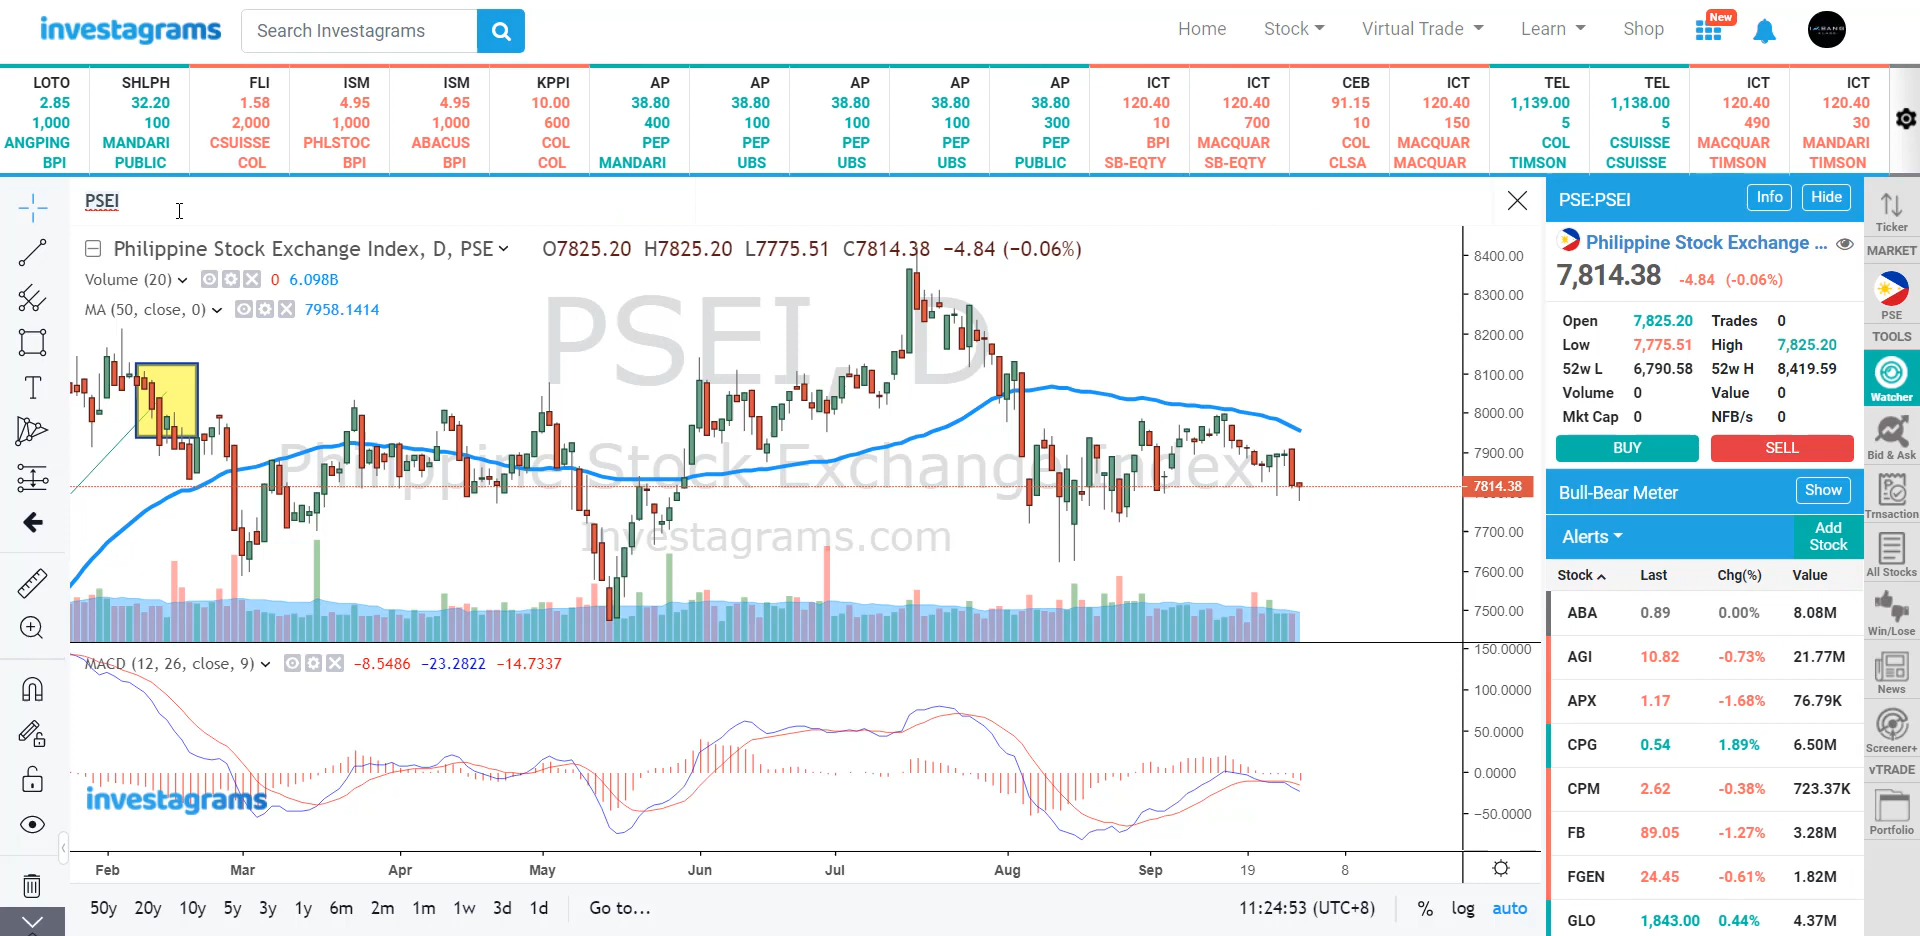 investagrams
Search Investagrams
Home
Stock
Virtual Trade
Learn
Shop
New
LOTO SHLPH FLI ISM ISM KPPI AP AP AP AP AP ICT ICT CEB ICT TEL TEL ICT ICT
2.85 32.20 1.58 4.95 4.95 10.00 38.80 38.80 38.80 38.80 38.80 120.40 120.40 91.15 120.40 1,139.00 1,138.00 120.40 120.40
1,000 100 2,000 1,000 1,000 600 400 100 100 100 300 10 700 10 150 5 5 490 30
ANGPING MANDARI CSUISSE PHLSTOC ABACUS COL PEP PEP PEP PEP PEP BPI MACQUAR COL MACQUAR COL CSUISSE MACQUAR MANDARI
BPI PUBLIC COL BPI BPI COL MANDARI UBS UBS UBS PUBLIC SB-EQTY SB-EQTY CLSA MACQUAR TIMSON CSUISSE TIMSON TIMSON
PSEI
Philippine Stock Exchange Index, D, PSE O7825.20 H7825.20 L7775.51 C7814.38 −4.84 (−0.06%)
Volume (20) 0 6.098B
MA (50, close, 0) 7958.1414
PSEI, D
Philippine Stock Exchange Index
Investagrams.com
8400.00
8300.00
8200.00
8100.00
8000.00
7900.00
7814.38
7700.00
7600.00
7500.00
MACD (12, 26, close, 9) −8.5486 −23.2822 −14.7337
investagrams
150.0000
100.0000
50.0000
0.0000
−50.0000
Feb Mar Apr May Jun Jul Aug Sep 19 8
50y 20y 10y 5y 3y 1y 6m 2m 1m 1w 3d 1d Go to...
11:24:53 (UTC+8) % log auto
PSE:PSEI Info Hide
Philippine Stock Exchange ...
7,814.38 -4.84 (-0.06%)
Open 7,825.20 Trades 0
Low 7,775.51 High 7,825.20
52w L 6,790.58 52w H 8,419.59
Volume 0 Value 0
Mkt Cap 0 NFB/s 0
BUY SELL
Bull-Bear Meter Show
Alerts Add Stock
Stock Last Chg(%) Value
ABA 0.89 0.00% 8.08M
AGI 10.82 -0.73% 21.77M
APX 1.17 -1.68% 76.79K
CPG 0.54 1.89% 6.50M
CPM 2.62 -0.38% 723.37K
FB 89.05 -1.27% 3.28M
FGEN 24.45 -0.61% 1.82M
GLO 1,843.00 0.44% 4.37M
Ticker
MARKET
PSE
TOOLS
Watcher
Bid & Ask
Trnsaction
All Stocks
Win/Lose
News
Screener+
vTRADE
Portfolio